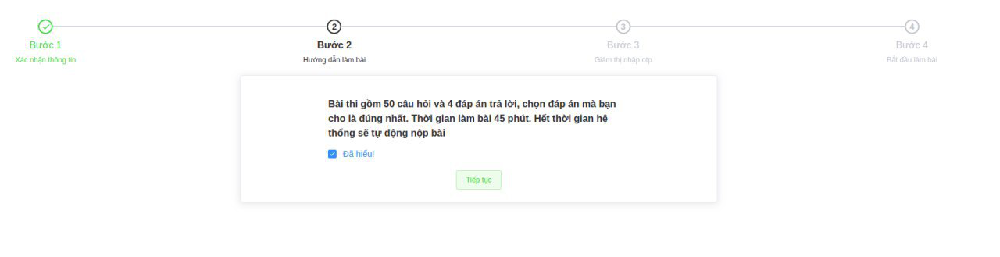 2
3
4
Bước 1
Bước 2
Bước 3
Bước 4
Xác nhận thông tin
Hướng dẫn làm bài
Giám thị nhập otp
Bắt đầu làm bài
Bài thi gồm 50 câu hỏi và 4 đáp án trả lời, chọn đáp án mà bạn
cho là đúng nhất. Thời gian làm bài 45 phút. Hết thời gian hệ
thống sẽ tự động nộp bài
Đã hiểu!
Tiếp tục